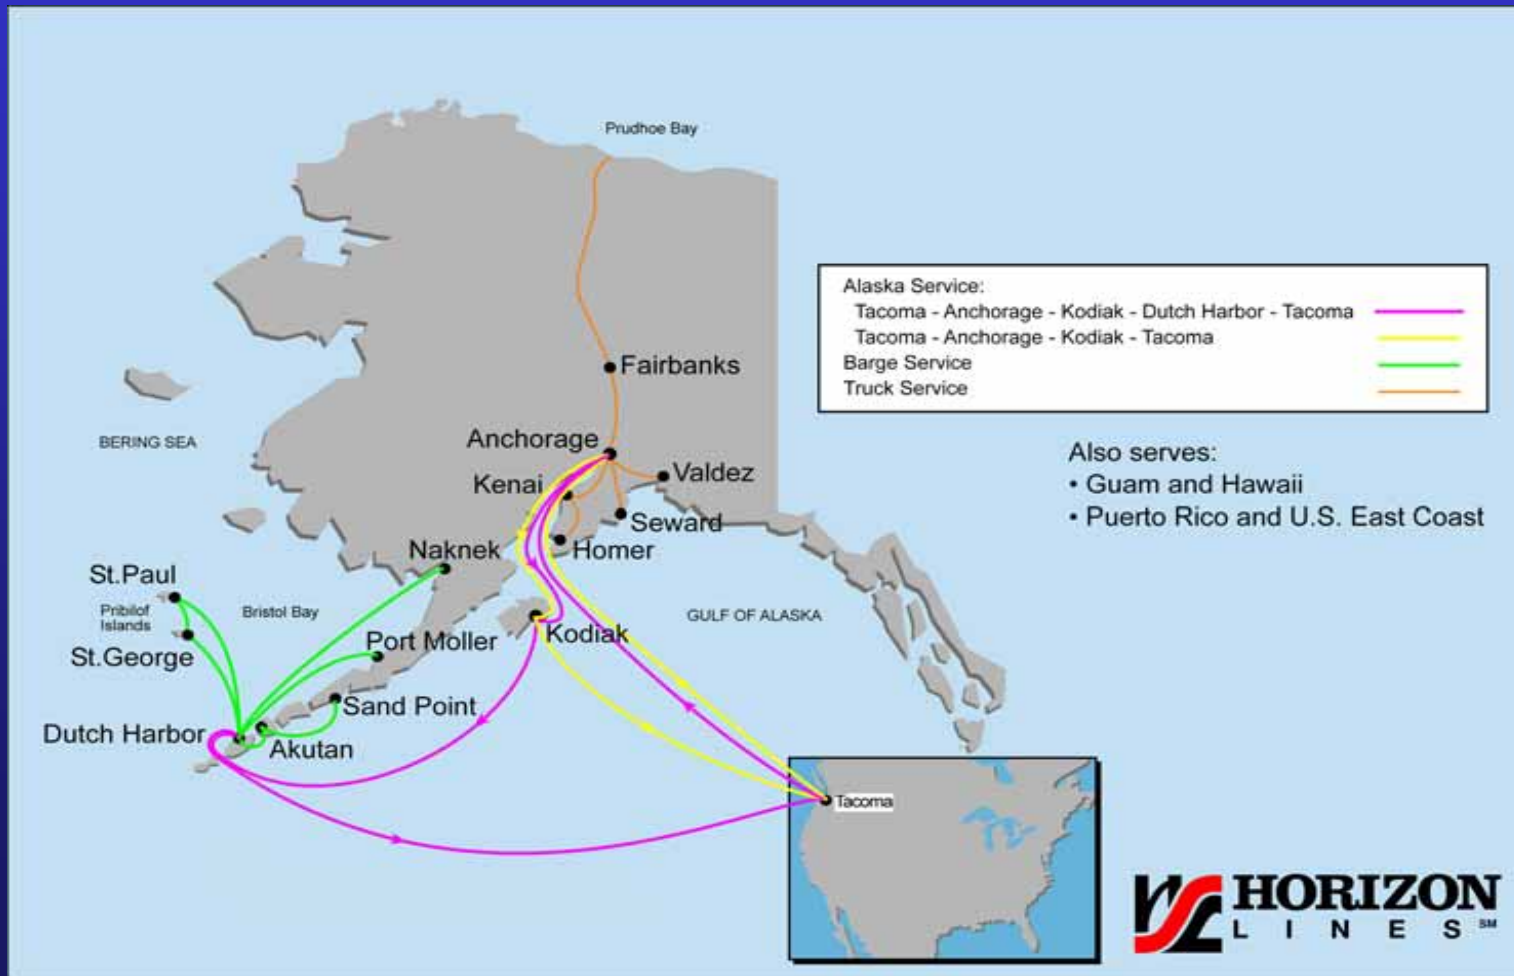 Prudhoe Bay
Alaska Service:
Tacoma - Anchorage - Kodiak - Dutch Harbor - Tacoma
Tacoma - Anchorage - Kodiak - Tacoma
Barge Service
Truck Service
Fairbanks
BERING SEA
Anchorage
Also serves:
• Guam and Hawaii
• Puerto Rico and U.S. East Coast
Kenai
Valdez
Seward
Naknek
Homer
St.Paul
Pribilof
Islands
Bristol Bay
GULF OF ALASKA
Kodiak
St.George
Port Moller
Sand Point
Dutch Harbor
Akutan
Tacoma
HORIZON
LINES SM